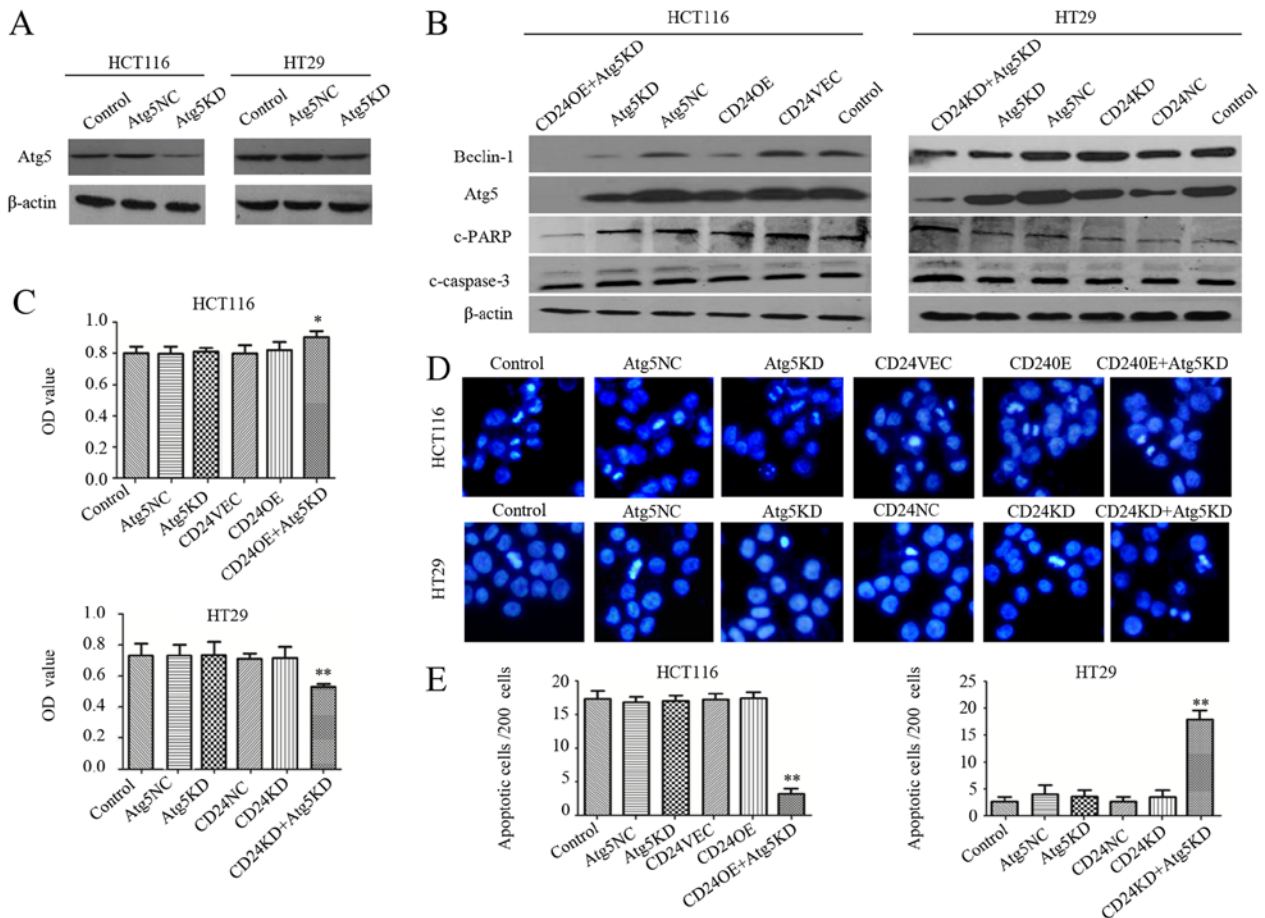 A
HCT116 HT29
Control Atg5NC Atg5KD Control Atg5NC Atg5KD
Atg5
β-actin
B
HCT116 HT29
CD24OE+Atg5KD Atg5KD Atg5NC CD24OE CD24VEC Control CD24KD+Atg5KD Atg5KD Atg5NC CD24KD CD24NC Control
Beclin-1
Atg5
c-PARP
c-caspase-3
β-actin
C
HCT116
OD value
1.0
0.8
0.6
0.4
0.2
0.0
*
Control Atg5NC Atg5KD CD24VEC CD24OE CD24OE+Atg5KD
HT29
OD value
1.0
0.8
0.6
0.4
0.2
0.0
**
Control Atg5NC Atg5KD CD24NC CD24KD CD24KD+Atg5KD
D
Control Atg5NC Atg5KD CD24VEC CD240E CD240E+Atg5KD
HCT116
Control Atg5NC Atg5KD CD24NC CD24KD CD24KD+Atg5KD
HT29
E
HCT116
Apoptotic cells /200 cells
20
15
10
5
0
**
Control Atg5NC Atg5KD CD24VEC CD24OE CD24OE+Atg5KD
HT29
Apoptotic cells /200 cells
25
20
15
10
5
0
**
Control Atg5NC Atg5KD CD24NC CD24KD CD24KD+Atg5KD